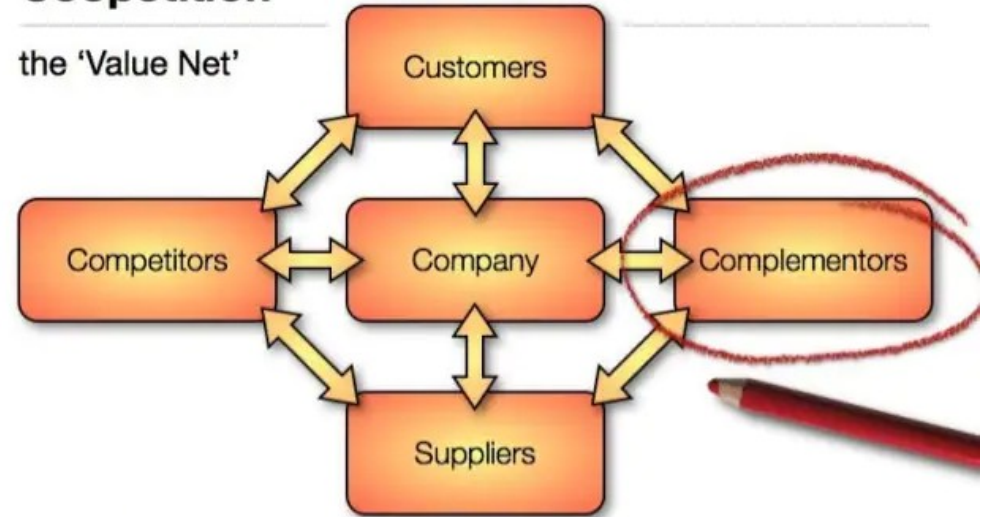 the ‘Value Net’
Customers
Competitors
Company
Complementors
Suppliers